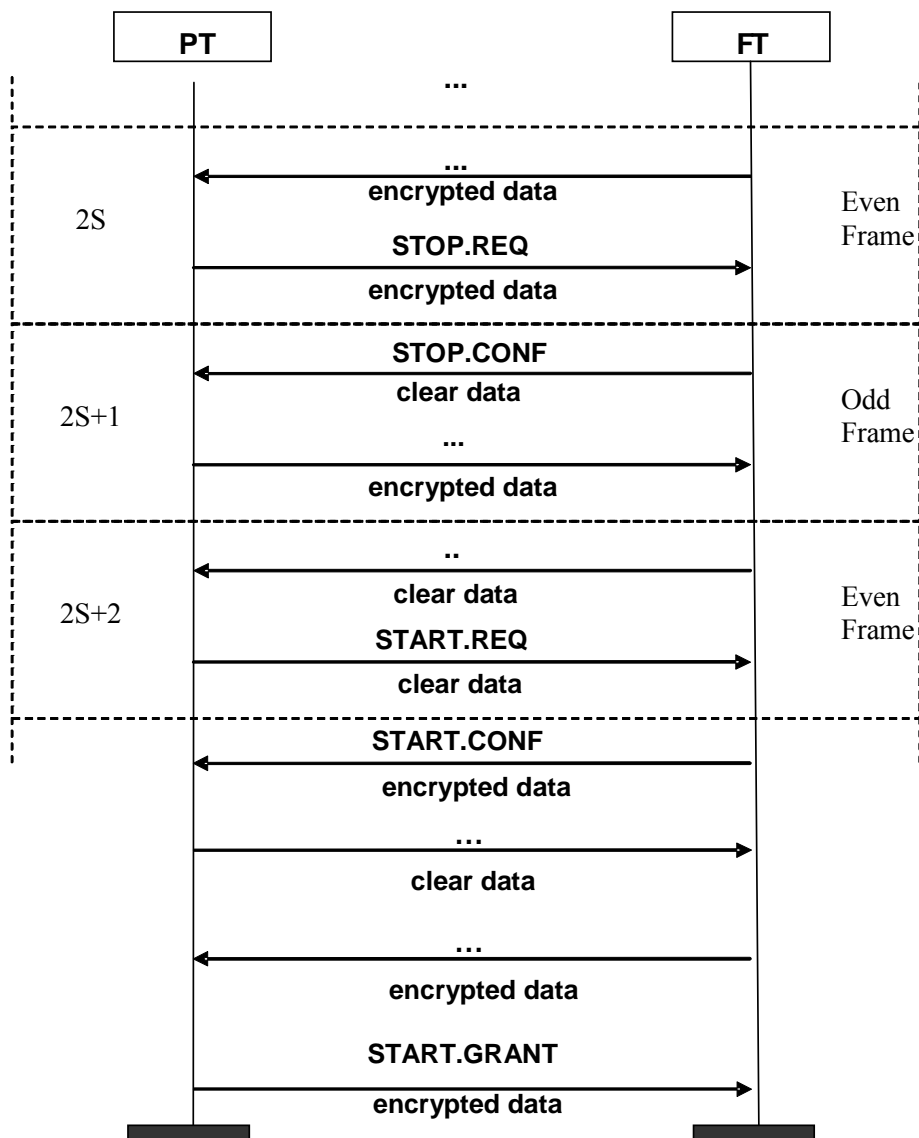 PT FT
...
...
encrypted data
2S
Even
Frame
STOP.REQ
encrypted data
STOP.CONF
clear data
2S+1
Odd
Frame
...
encrypted data
..
clear data
2S+2
Even
Frame
START.REQ
clear data
START.CONF
encrypted data
...
clear data
...
encrypted data
START.GRANT
encrypted data